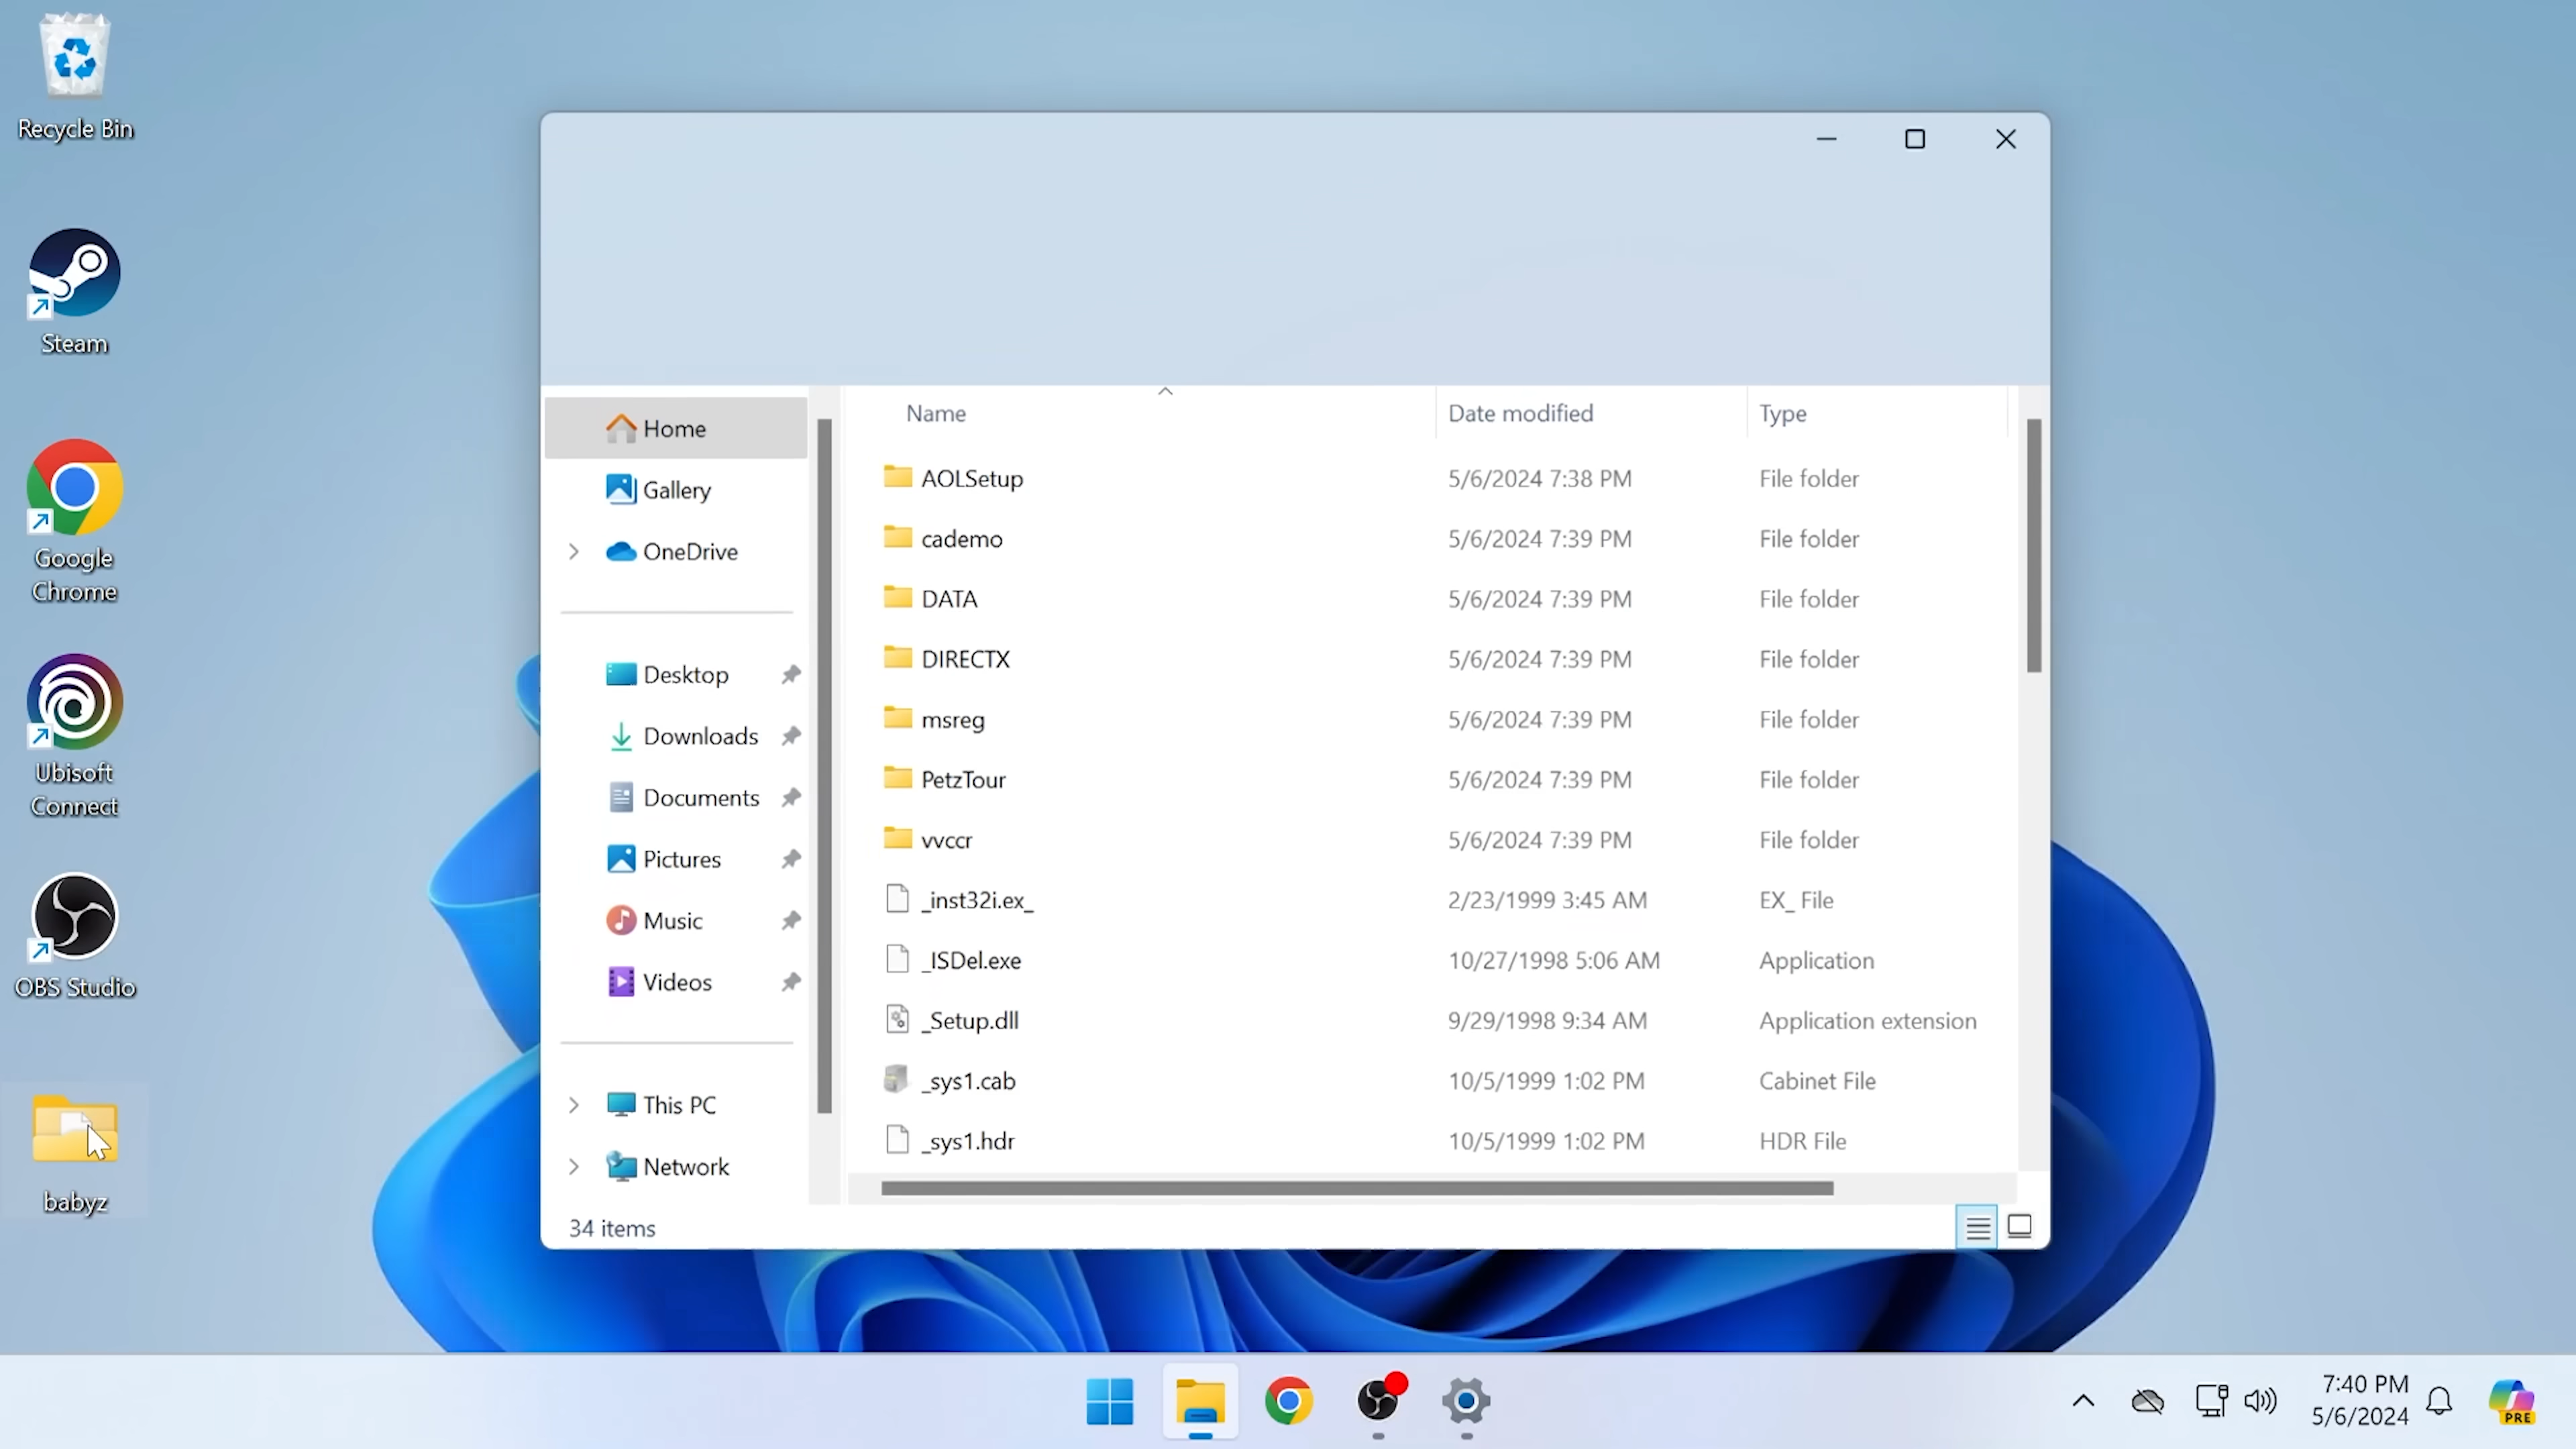 Recycle Bin
Steam
Google
Chrome
Ubisoft
Connect
OBS Studio
babyz
Home
Gallery
OneDrive
Desktop
Downloads
Documents
Pictures
Music
Videos
This PC
Network
Name Date modified Type
AOLSetup 5/6/2024 7:38 PM File folder
cademo 5/6/2024 7:39 PM File folder
DATA 5/6/2024 7:39 PM File folder
DIRECTX 5/6/2024 7:39 PM File folder
msreg 5/6/2024 7:39 PM File folder
PetzTour 5/6/2024 7:39 PM File folder
vvccr 5/6/2024 7:39 PM File folder
_inst32i.ex_ 2/23/1999 3:45 AM EX_ File
_ISDel.exe 10/27/1998 5:06 AM Application
_Setup.dll 9/29/1998 9:34 AM Application extension
_sys1.cab 10/5/1999 1:02 PM Cabinet File
_sys1.hdr 10/5/1999 1:02 PM HDR File
34 items
7:40 PM
5/6/2024
PRE